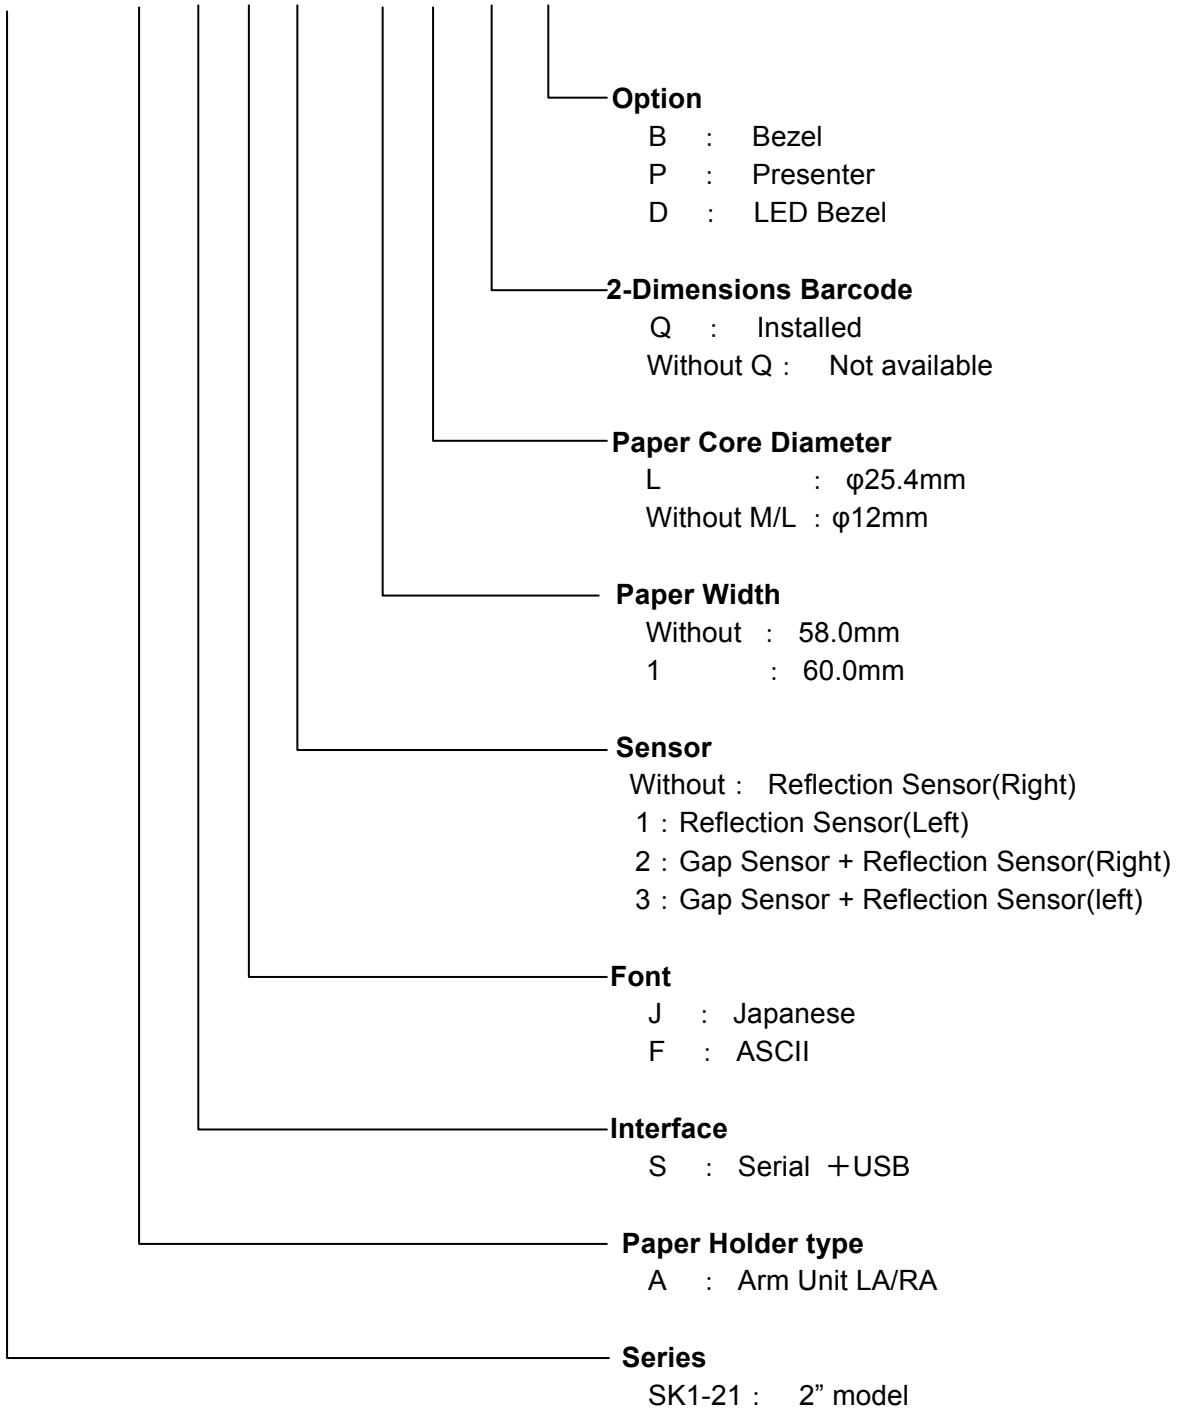 Option
B : Bezel
P : Presenter
D : LED Bezel
2-Dimensions Barcode
Q : Installed
Without Q : Not available
Paper Core Diameter
L : φ25.4mm
Without M/L : φ12mm
Paper Width
Without : 58.0mm
1 : 60.0mm
Sensor
Without : Reflection Sensor(Right)
1 : Reflection Sensor(Left)
2 : Gap Sensor + Reflection Sensor(Right)
3 : Gap Sensor + Reflection Sensor(left)
Font
J : Japanese
F : ASCII
Interface
S : Serial ＋USB
Paper Holder type
A : Arm Unit LA/RA
Series
SK1-21 : 2” model